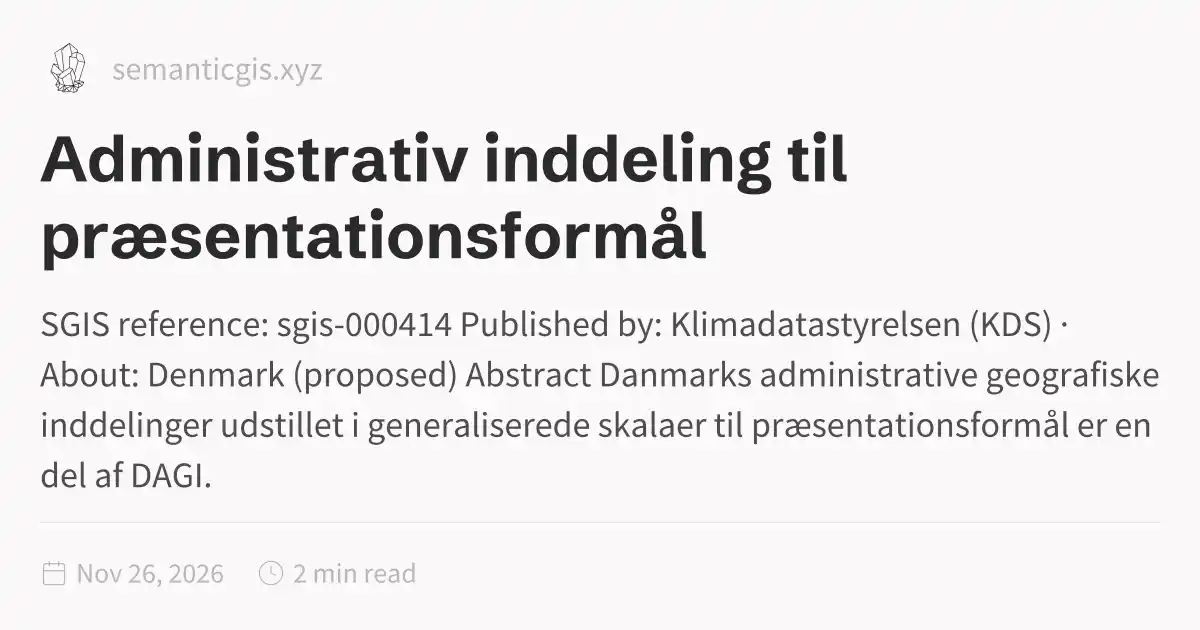 semanticgis.xyz
Administrativ inddeling til
præsentationsformål
SGIS reference: sgis-000414 Published by: Klimadatastyrelsen (KDS) ·
About: Denmark (proposed) Abstract Danmarks administrative geografiske
inddelinger udstillet i generaliserede skalaer til præsentationsformål er en
del af DAGI.
Nov 26, 2026 2 min read